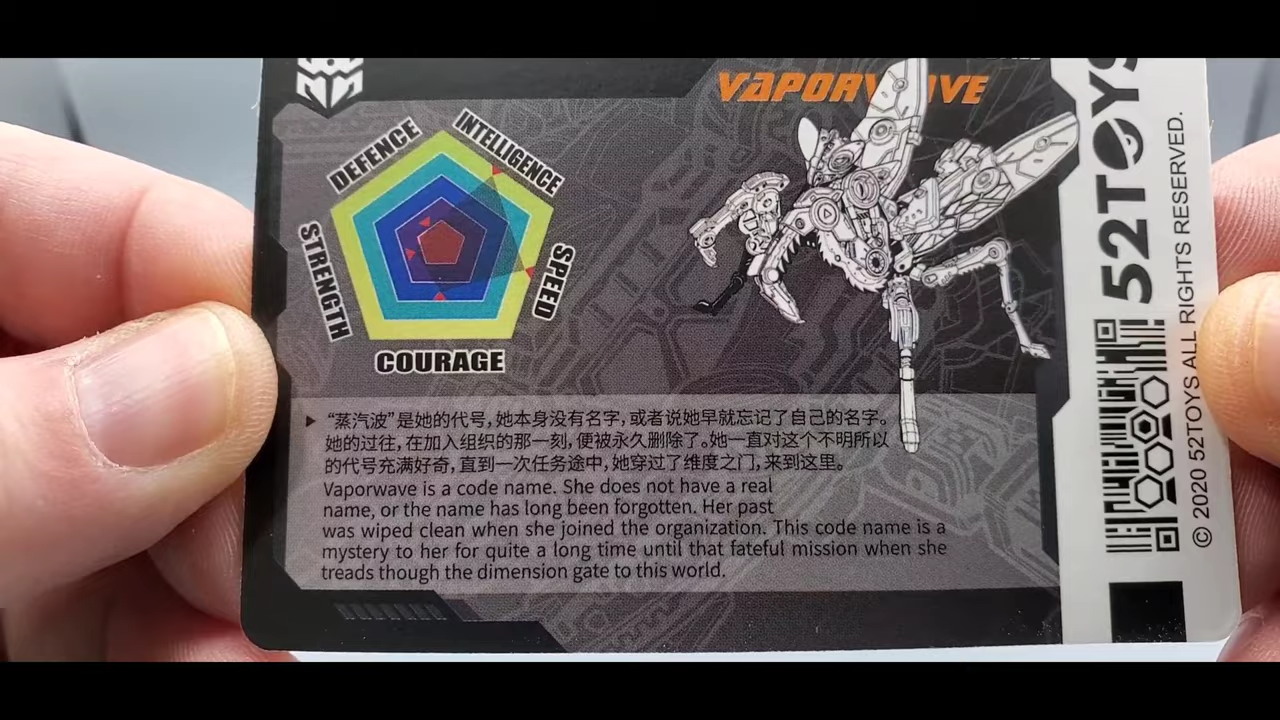 VAPORWAVE
DEFENCE
INTELLIGENCE
STRENGTH
SPEED
COURAGE
“蒸汽波”是她的代号,她本身没有名字,或者说她早就忘记了自己的名字。
她的过往,在加入组织的那一刻,便被永久删除了。她一直对这个不明所以
的代号充满好奇,直到一次任务途中,她穿过了维度之门,来到这里。
Vaporwave is a code name. She does not have a real
name, or the name has long been forgotten. Her past
was wiped clean when she joined the organization. This code name is a
mystery to her for quite a long time until that fateful mission when she
treads though the dimension gate to this world.
52TOYS
© 2020 52TOYS ALL RIGHTS RESERVED.